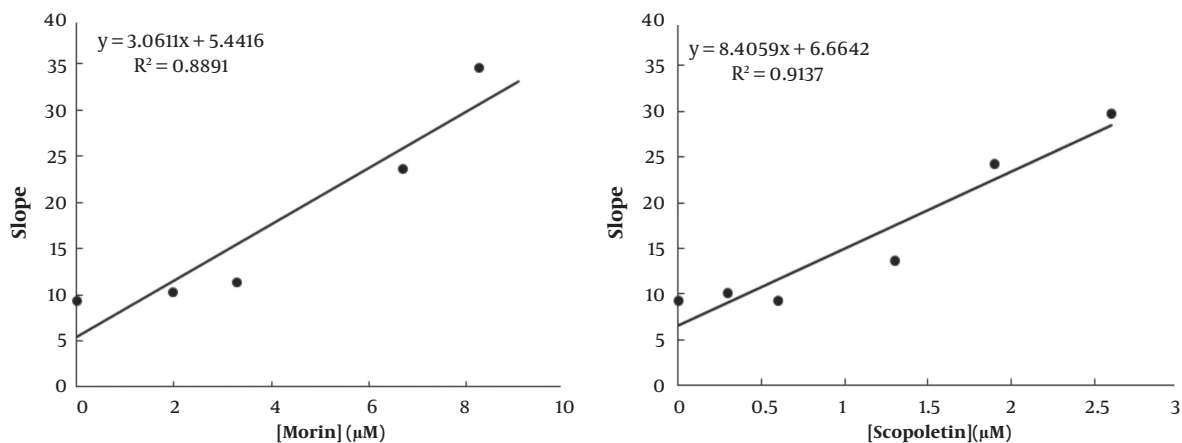 y = 3.0611x + 5.4416
R² = 0.8891
40
35
30
25
20
15
10
5
0
Slope
0 2 4 6 8 10
[Morin] (µM)
y = 8.4059x + 6.6642
R² = 0.9137
40
35
30
25
20
15
10
5
0
Slope
0 0.5 1 1.5 2 2.5 3
[Scopoletin](µM)